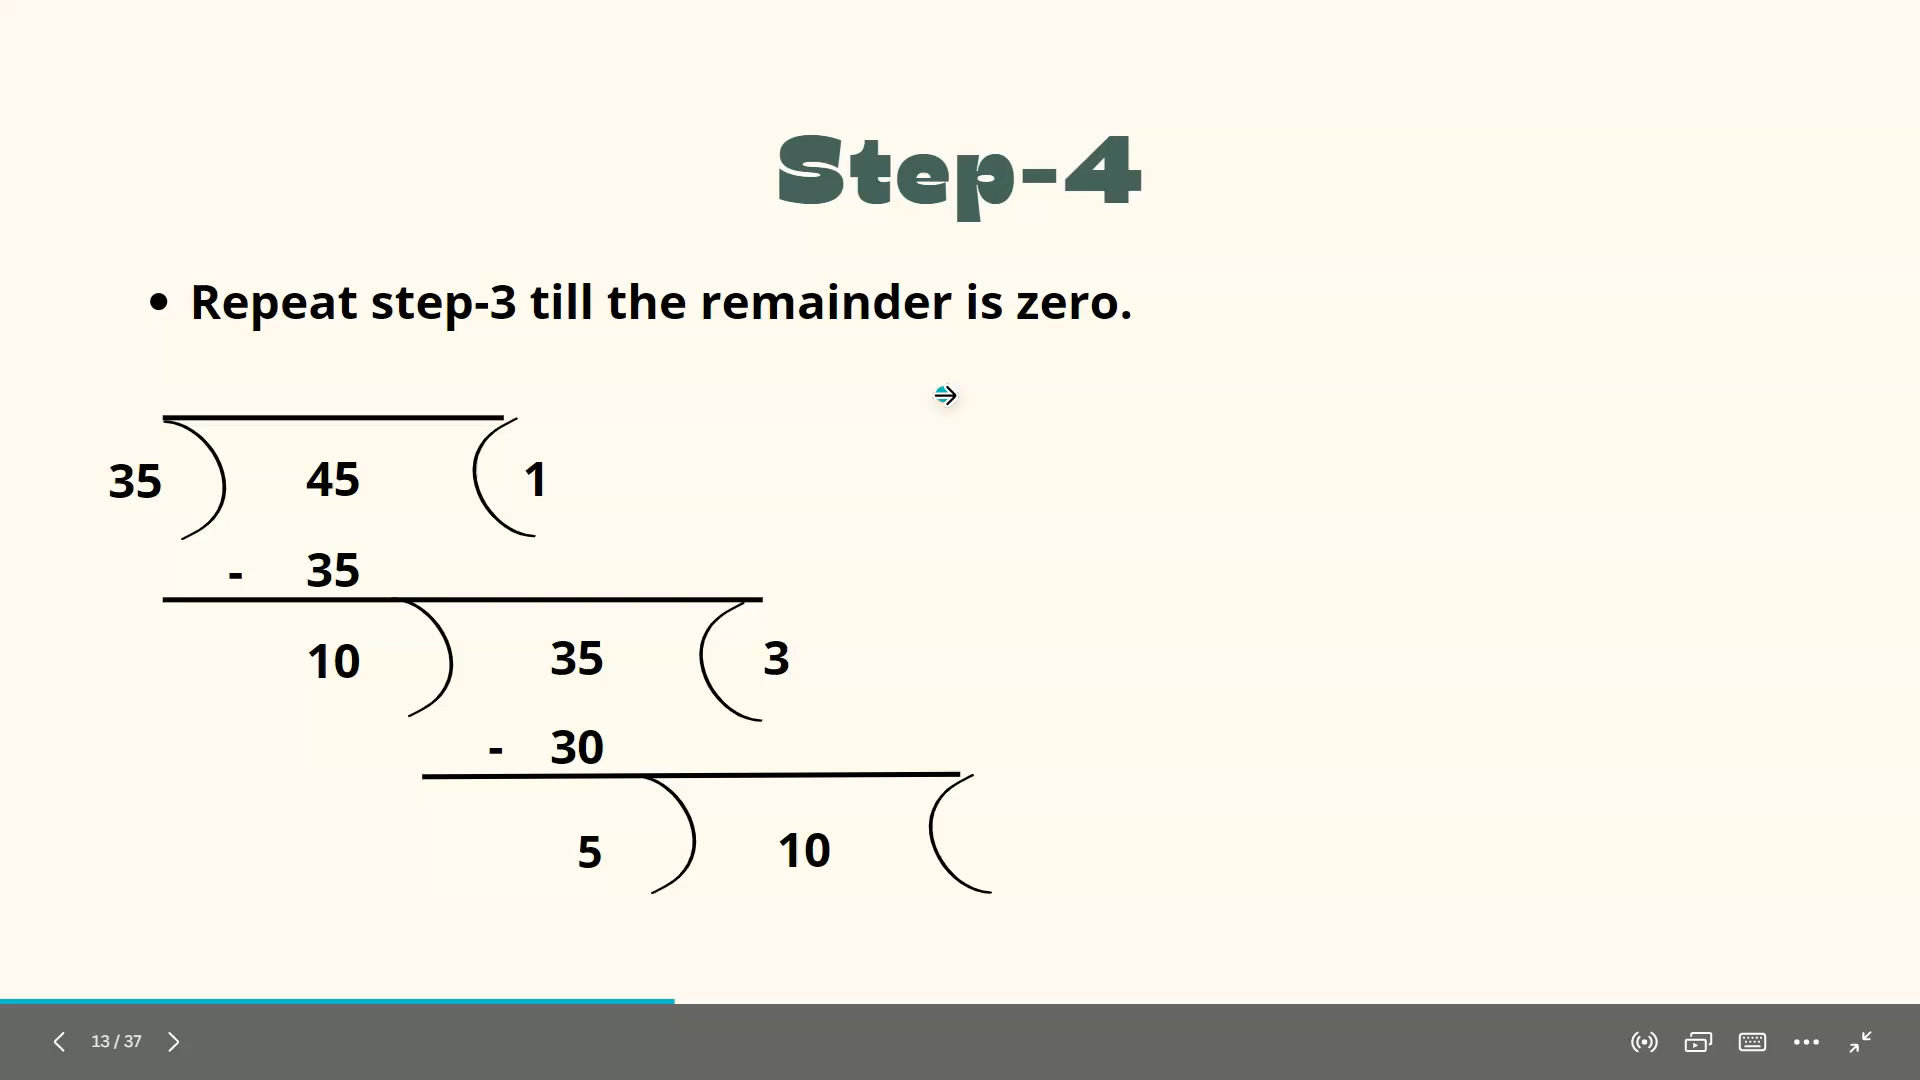 Step-4
• Repeat step-3 till the remainder is zero.
35 45 1
- 35
10 35 3
- 30
5 10
13 / 37